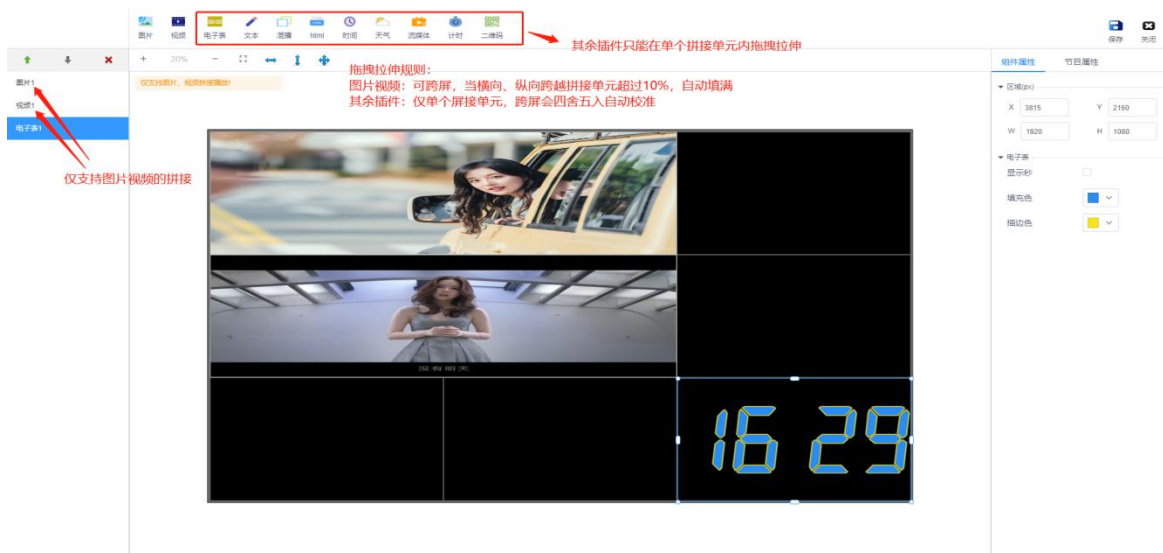 00:00
图片 视频 电子表 文本 混播 html 时间 天气 流媒体 计时 二维码
保存 关闭
其余插件只能在单个拼接单元内拖拽拉伸
+ 20% −
组件属性 节目属性
拖拽拉伸规则：
仅支持图片、视频拼接播放!
图片视频：可跨屏，当横向、纵向跨越拼接单元超过10%，自动填满
其余插件：仅单个屏接单元，跨屏会四舍五入自动校准
图片1
视频1
电子表1
仅支持图片视频的拼接
区域(px)
X 3815 Y 2160
W 1920 H 1080
电子表
显示秒
填充色
描边色
没有明天
16 29